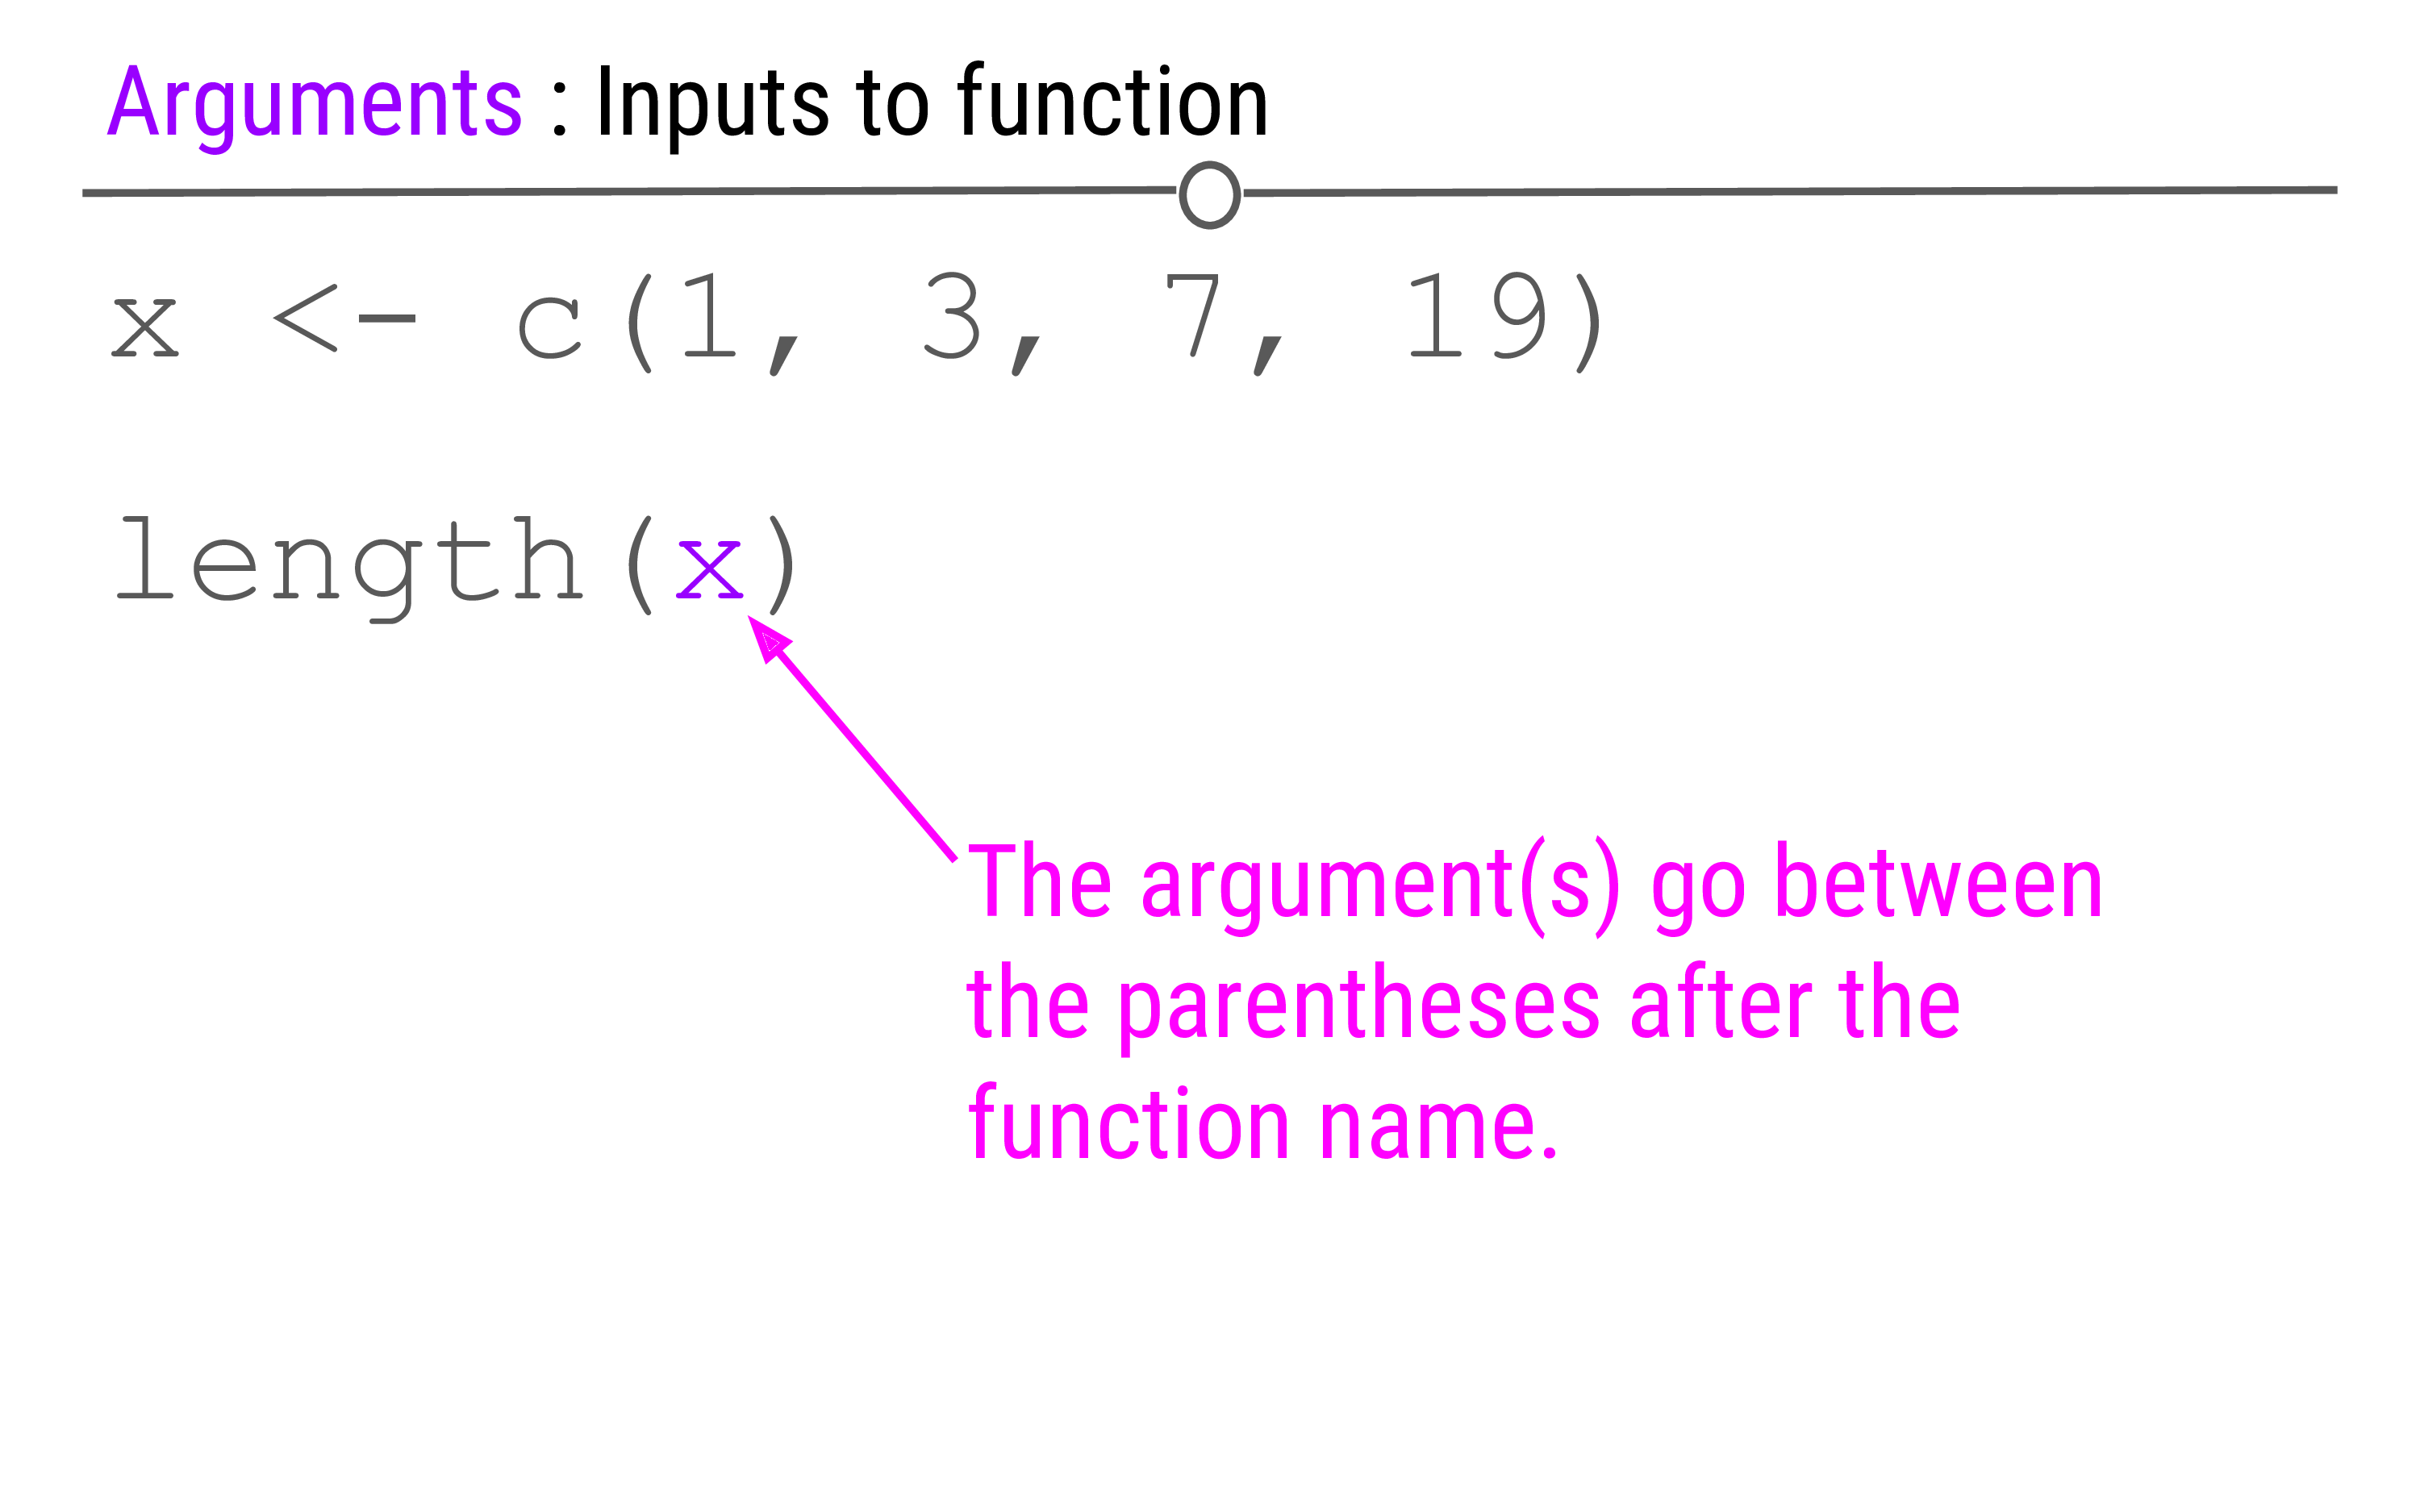 Arguments : Inputs to function
x <- c(1, 3, 7, 19)
length(x)
The argument(s) go between
the parentheses after the
function name.